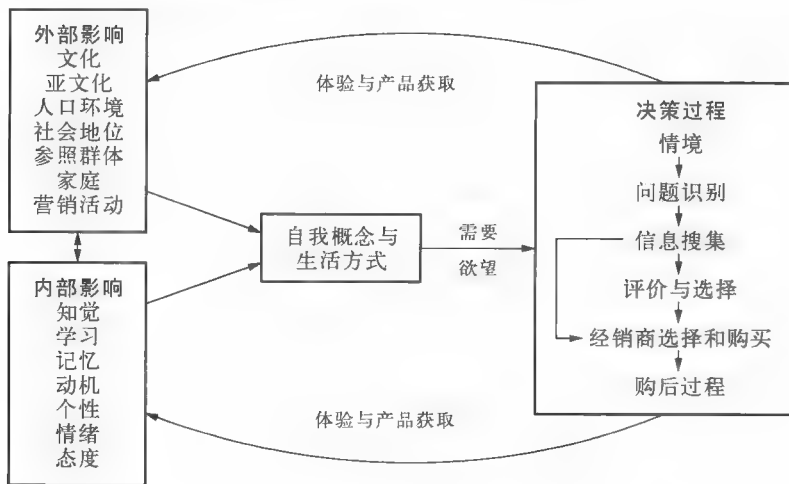 外部影响
文化
亚文化
人口环境
社会地位
参照群体
家庭
营销活动
内部影响
知觉
学习
记忆
动机
个性
情绪
态度
体验与产品获取
自我概念与
生活方式
需要
欲望
体验与产品获取
决策过程
情境
问题识别
信息搜集
评价与选择
经销商选择和购买
购后过程